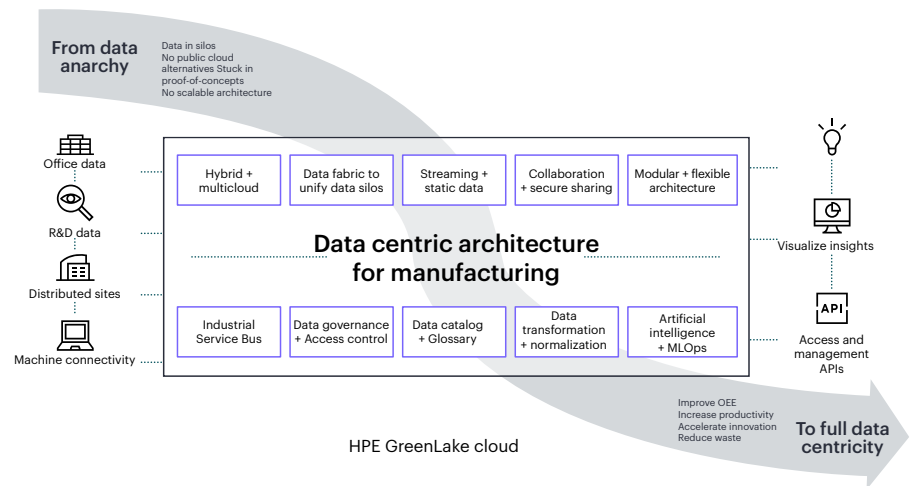 From data
anarchy
Data in silos
No public cloud
alternatives Stuck in
proof-of-concepts
No scalable architecture
Office data
R&D data
Distributed sites
Machine connectivity
Hybrid +
multicloud
Data fabric to
unify data silos
Streaming +
static data
Collaboration
+ secure sharing
Modular + flexible
architecture
Data centric architecture
for manufacturing
Industrial
Service Bus
Data governance
+ Access control
Data catalog
+ Glossary
Data
transformation
+ normalization
Artificial
intelligence
+ MLOps
Visualize insights
API
Access and
management
APIs
Improve OEE
Increase productivity
Accelerate innovation
Reduce waste
To full data
centricity
HPE GreenLake cloud